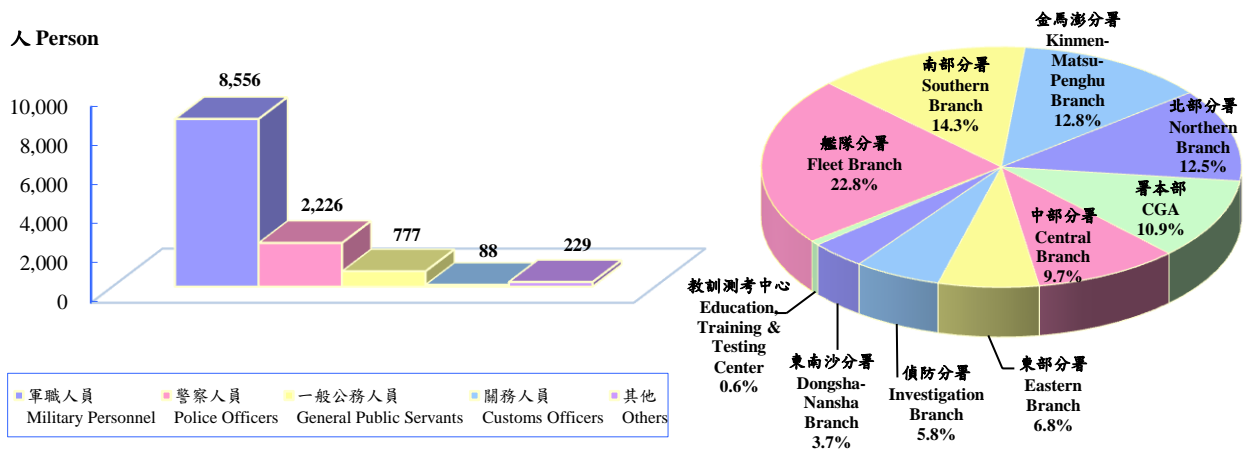 人 Person
8,556
2,226
777
88
229
10,000
8,000
6,000
4,000
2,000
0
軍職人員
Military Personnel
警察人員
Police Officers
一般公務人員
General Public Servants
關務人員
Customs Officers
其他
Others
金馬澎分署
Kinmen-
Matsu-
Penghu
Branch
12.8%
北部分署
Northern
Branch
12.5%
署本部
CGA
10.9%
中部分署
Central
Branch
9.7%
東部分署
Eastern
Branch
6.8%
偵防分署
Investigation
Branch
5.8%
東南沙分署
Dongsha-
Nansha
Branch
3.7%
教訓測考中心
Education,
Training &
Testing
Center
0.6%
艦隊分署
Fleet Branch
22.8%
南部分署
Southern
Branch
14.3%